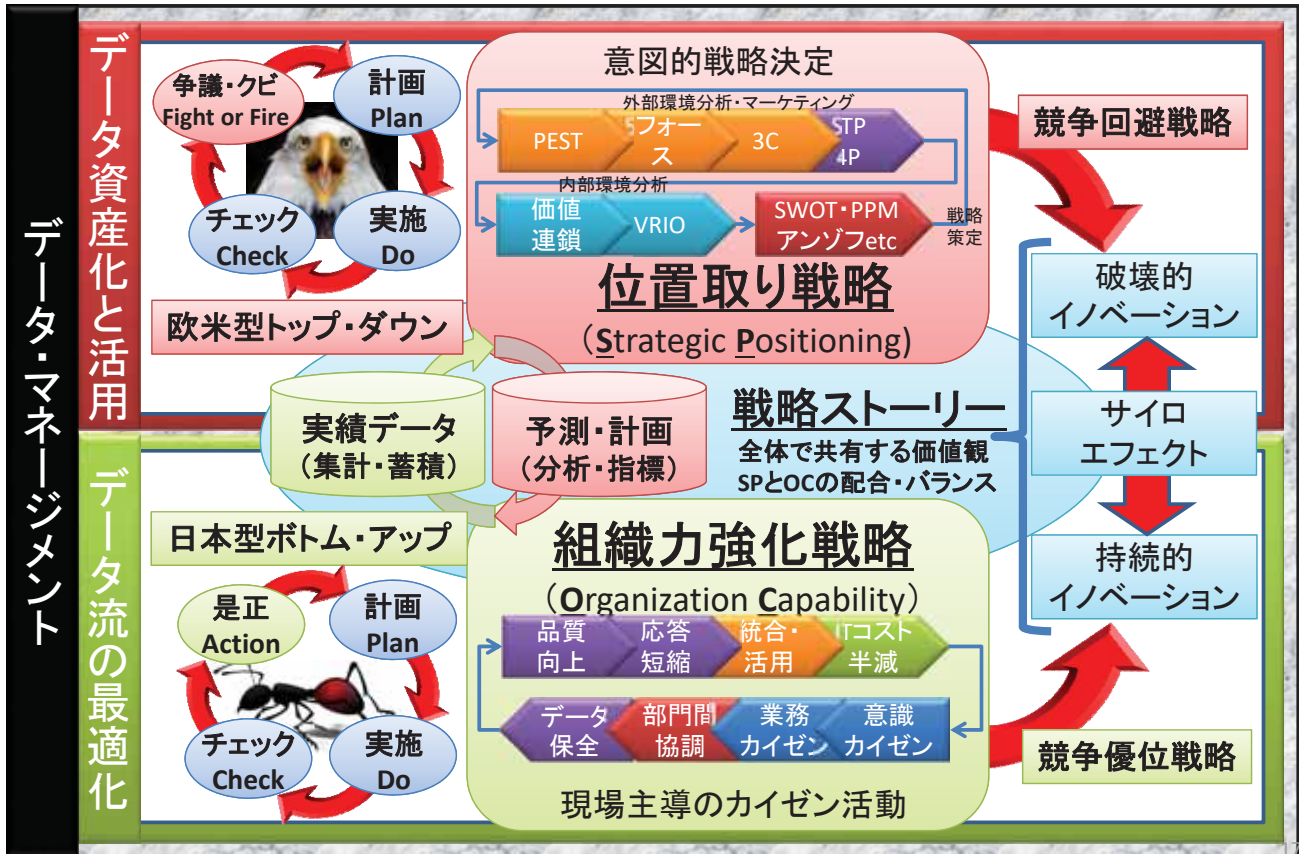 データ・マネージメント
データ資産化と活用
争議・クビ
Fight or Fire
計画
Plan
チェック
Check
実施
Do
欧米型トップ・ダウン
意図的戦略決定
外部環境分析・マーケティング
PEST
5フォー
ス
3C
STP
4P
内部環境分析
価値
連鎖
VRIO
SWOT・PPM
アンゾフetc
戦略
策定
位置取り戦略
（Strategic Positioning)
競争回避戦略
破壊的
イノベーション
サイロ
エフェクト
持続的
イノベーション
実績データ
（集計・蓄積）
予測・計画
（分析・指標）
戦略ストーリー
全体で共有する価値観
SPとOCの配合・バランス
データ流の最適化
日本型ボトム・アップ
是正
Action
計画
Plan
チェック
Check
実施
Do
組織力強化戦略
（Organization Capability）
品質
向上
応答
短縮
統合・
活用
ITコスト
半減
データ
保全
部門間
協調
業務
カイゼン
意識
カイゼン
現場主導のカイゼン活動
競争優位戦略